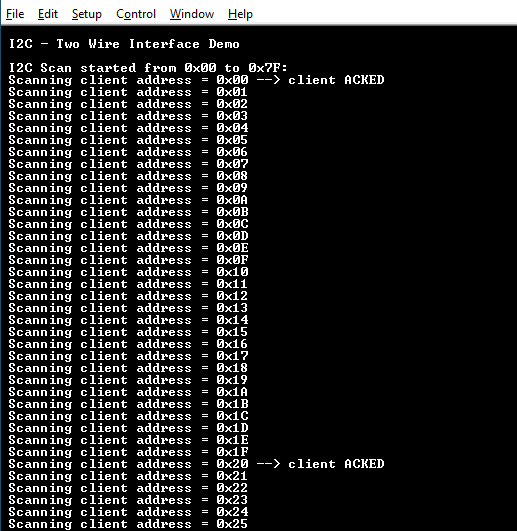 File Edit Setup Control Window Help
I2C - Two Wire Interface Demo
I2C Scan started from 0x00 to 0x7F:
Scanning client address = 0x00 --> client ACKED
Scanning client address = 0x01
Scanning client address = 0x02
Scanning client address = 0x03
Scanning client address = 0x04
Scanning client address = 0x05
Scanning client address = 0x06
Scanning client address = 0x07
Scanning client address = 0x08
Scanning client address = 0x09
Scanning client address = 0x0A
Scanning client address = 0x0B
Scanning client address = 0x0C
Scanning client address = 0x0D
Scanning client address = 0x0E
Scanning client address = 0x0F
Scanning client address = 0x10
Scanning client address = 0x11
Scanning client address = 0x12
Scanning client address = 0x13
Scanning client address = 0x14
Scanning client address = 0x15
Scanning client address = 0x16
Scanning client address = 0x17
Scanning client address = 0x18
Scanning client address = 0x19
Scanning client address = 0x1A
Scanning client address = 0x1B
Scanning client address = 0x1C
Scanning client address = 0x1D
Scanning client address = 0x1E
Scanning client address = 0x1F
Scanning client address = 0x20 --> client ACKED
Scanning client address = 0x21
Scanning client address = 0x22
Scanning client address = 0x23
Scanning client address = 0x24
Scanning client address = 0x25